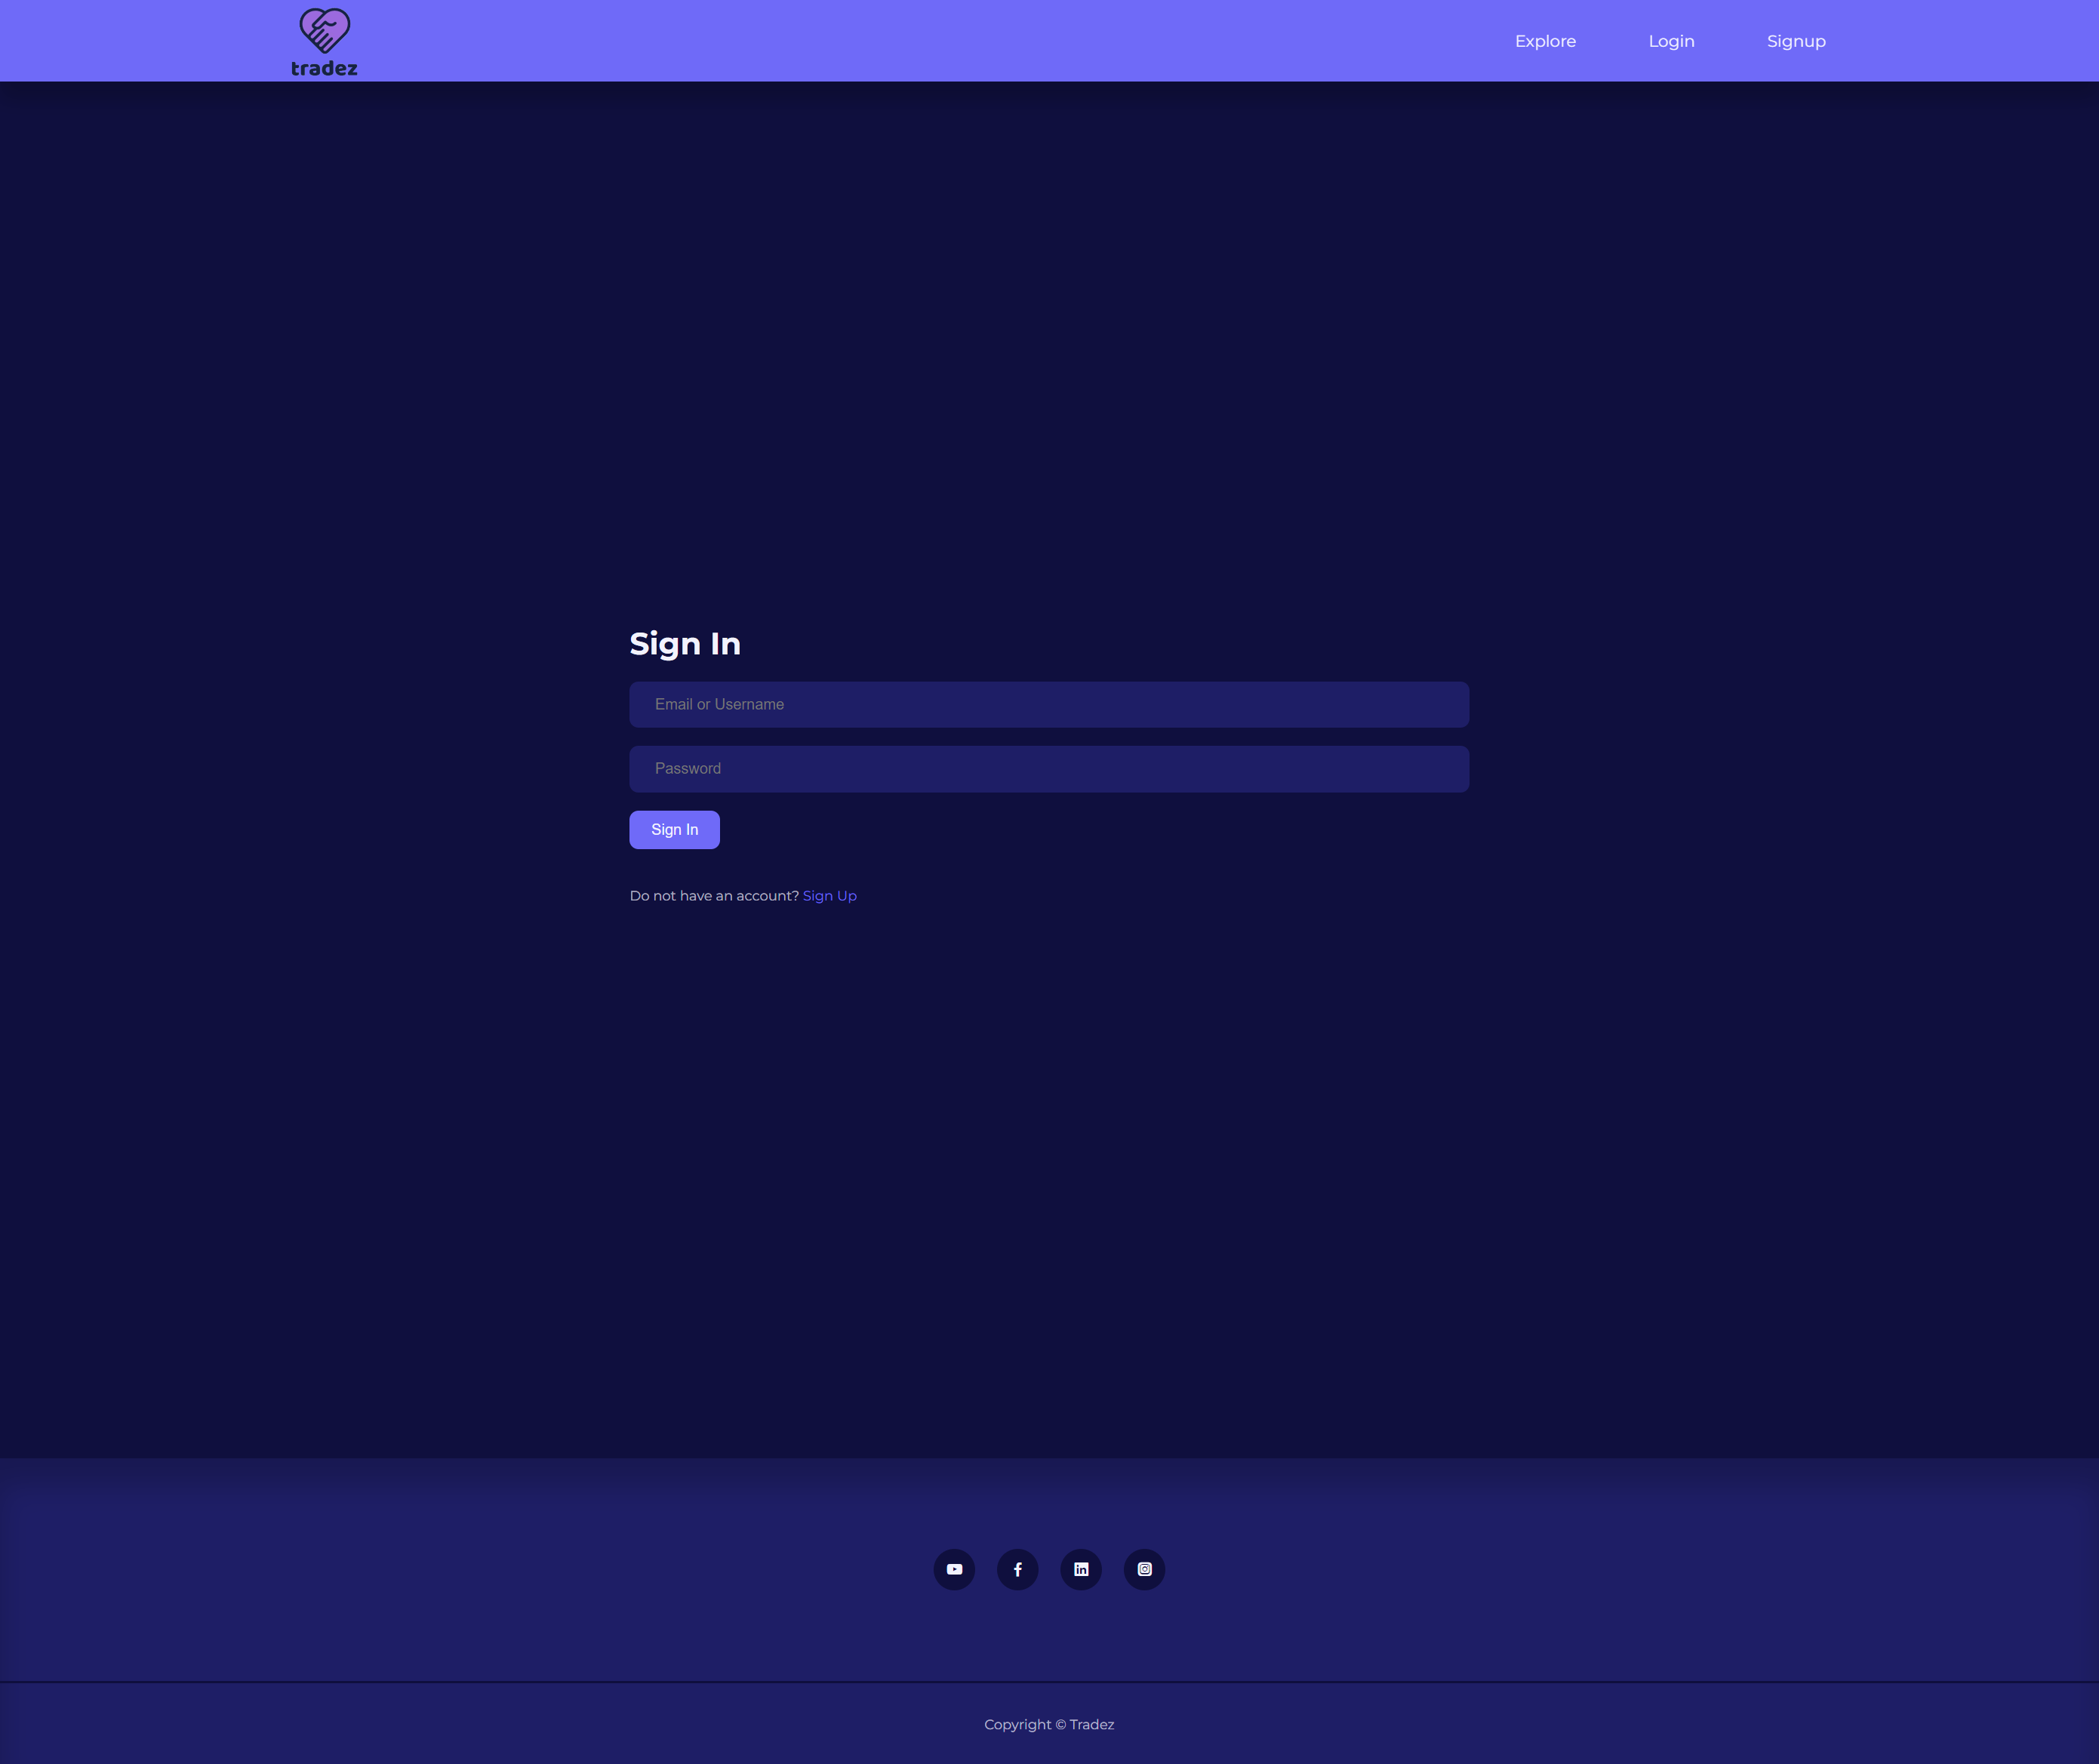 tradez
Explore Login Signup
Sign In
Email or Username
Password
Sign In
Do not have an account? Sign Up
Copyright © Tradez